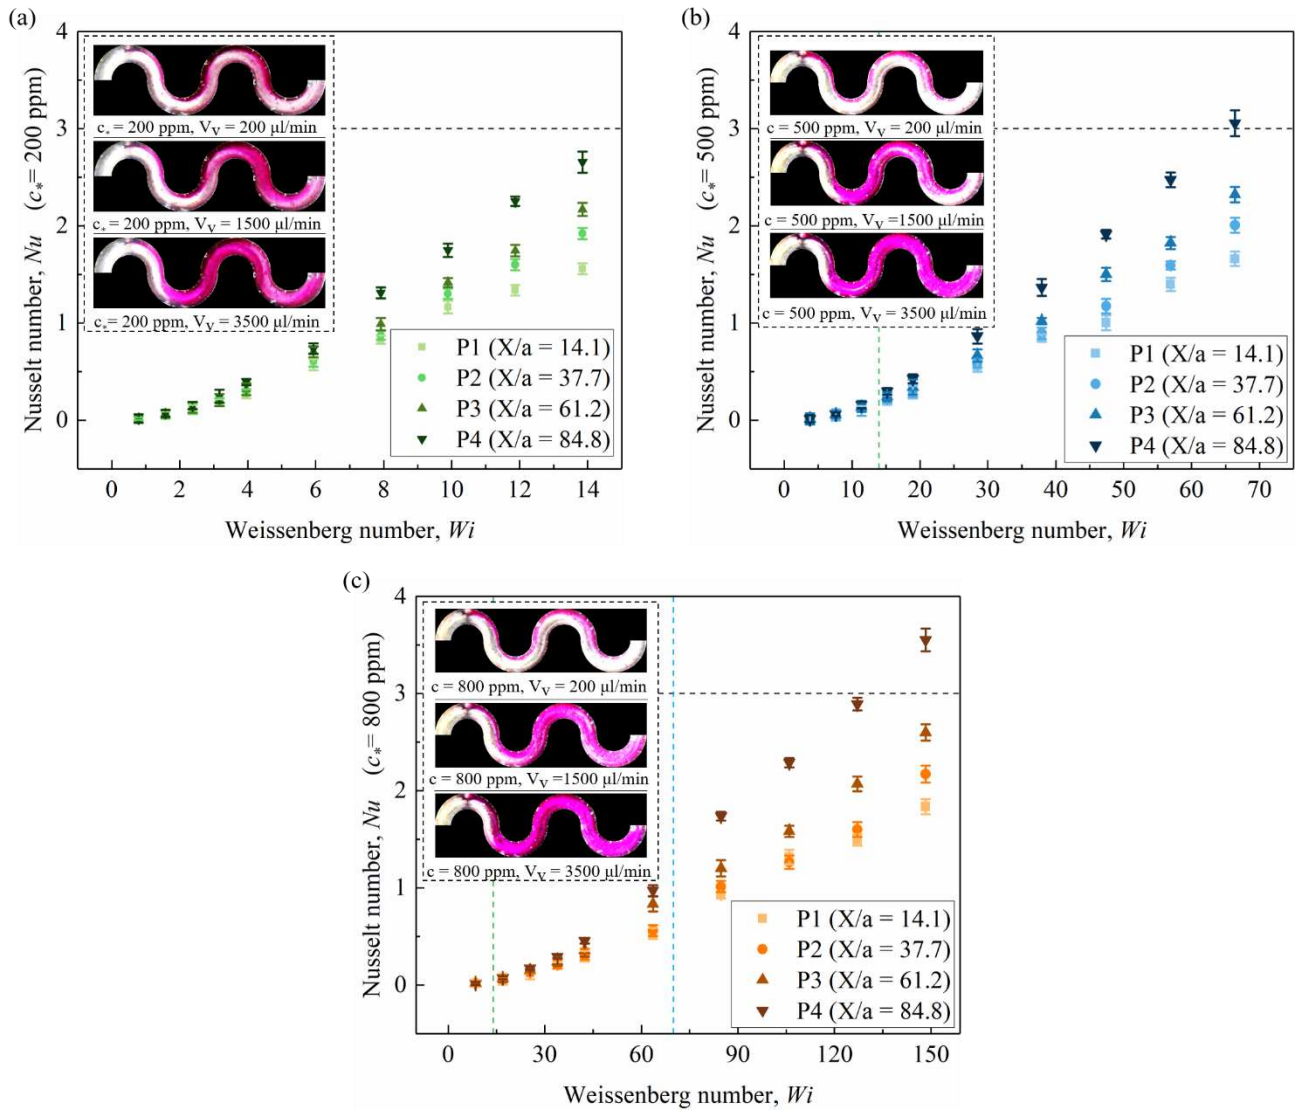 (a)
4
3
2
1
0
Nusselt number, Nu (c* = 200 ppm)
c* = 200 ppm, VV = 200 µl/min
c* = 200 ppm, VV = 1500 µl/min
c* = 200 ppm, VV = 3500 µl/min
P1 (X/a = 14.1)
P2 (X/a = 37.7)
P3 (X/a = 61.2)
P4 (X/a = 84.8)
0 2 4 6 8 10 12 14
Weissenberg number, Wi
(b)
4
3
2
1
0
Nusselt number, Nu (c* = 500 ppm)
c = 500 ppm, VV = 200 µl/min
c = 500 ppm, VV =1500 µl/min
c = 500 ppm, VV = 3500 µl/min
P1 (X/a = 14.1)
P2 (X/a = 37.7)
P3 (X/a = 61.2)
P4 (X/a = 84.8)
0 10 20 30 40 50 60 70
Weissenberg number, Wi
(c)
4
3
2
1
0
Nusselt number, Nu (c* = 800 ppm)
c = 800 ppm, VV = 200 µl/min
c = 800 ppm, VV =1500 µl/min
c = 800 ppm, VV = 3500 µl/min
P1 (X/a = 14.1)
P2 (X/a = 37.7)
P3 (X/a = 61.2)
P4 (X/a = 84.8)
0 30 60 90 120 150
Weissenberg number, Wi